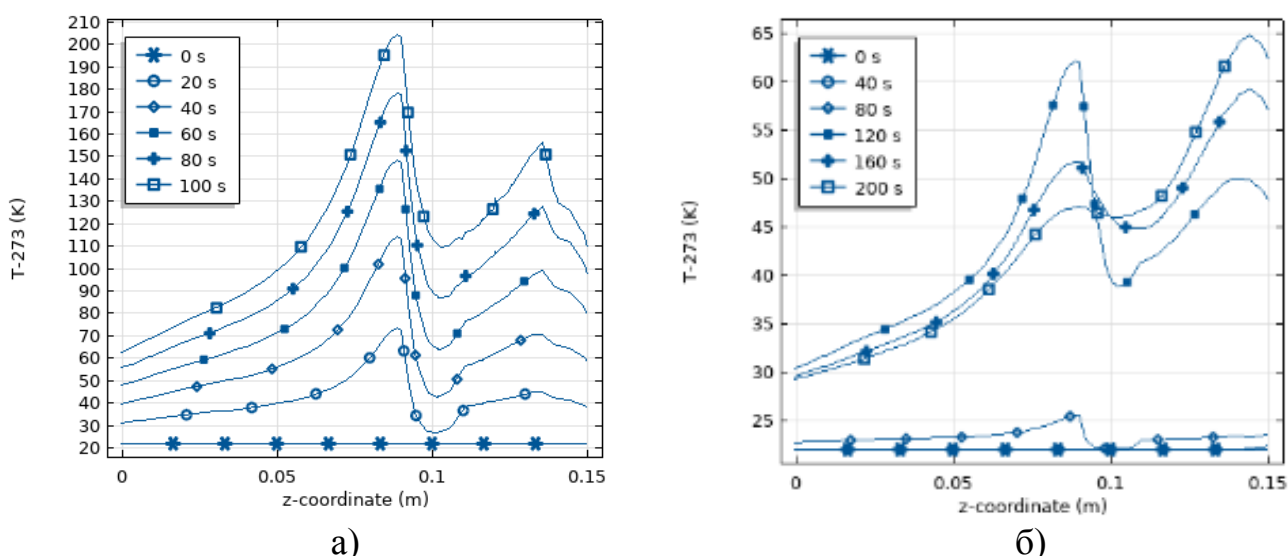 210
200
190
180
170
160
150
140
130
120
110
100
90
80
70
60
50
40
30
20
T-273 (K)
0 s
20 s
40 s
60 s
80 s
100 s
0
0.05
0.1
0.15
z-coordinate (m)
а)
65
60
55
50
45
40
35
30
25
T-273 (K)
0 s
40 s
80 s
120 s
160 s
200 s
0
0.05
0.1
0.15
z-coordinate (m)
б)